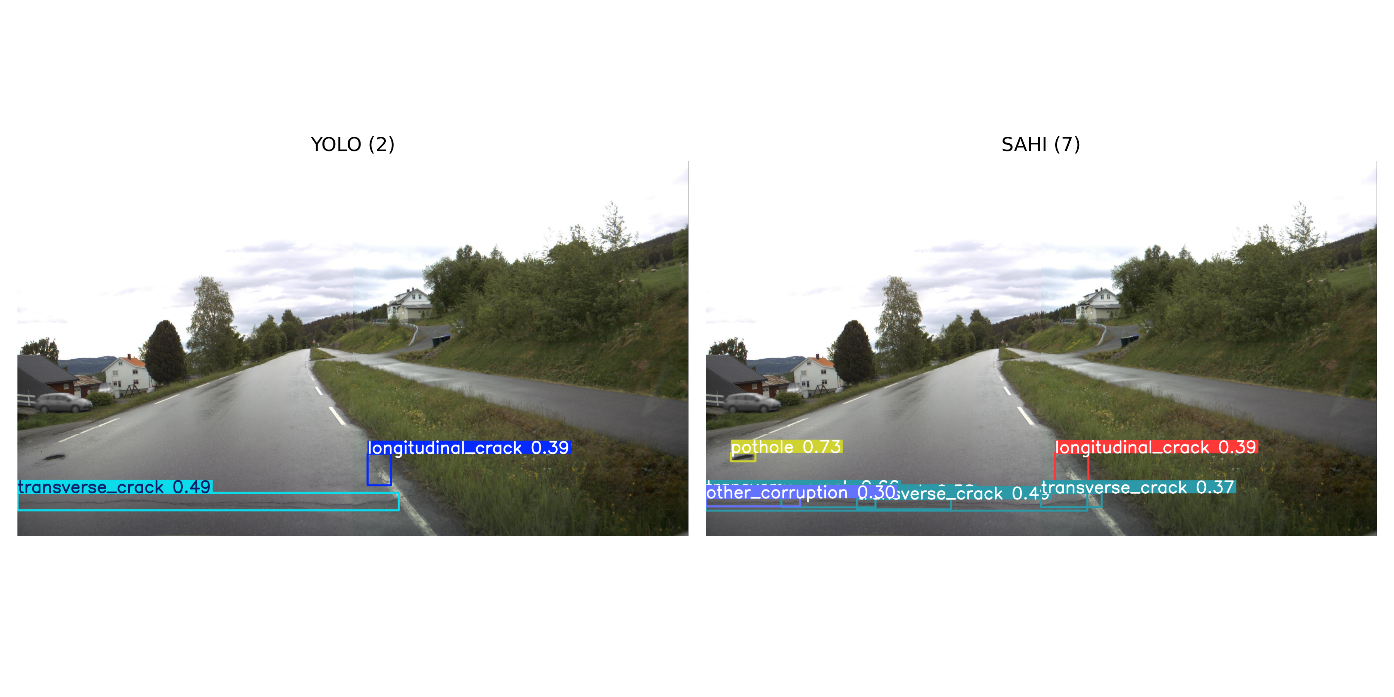 YOLO (2)
SAHI (7)
longitudinal_crack 0.39
transverse_crack 0.49
pothole 0.73
longitudinal_crack 0.39
transverse_crack 0.37
other_corruption 0.30